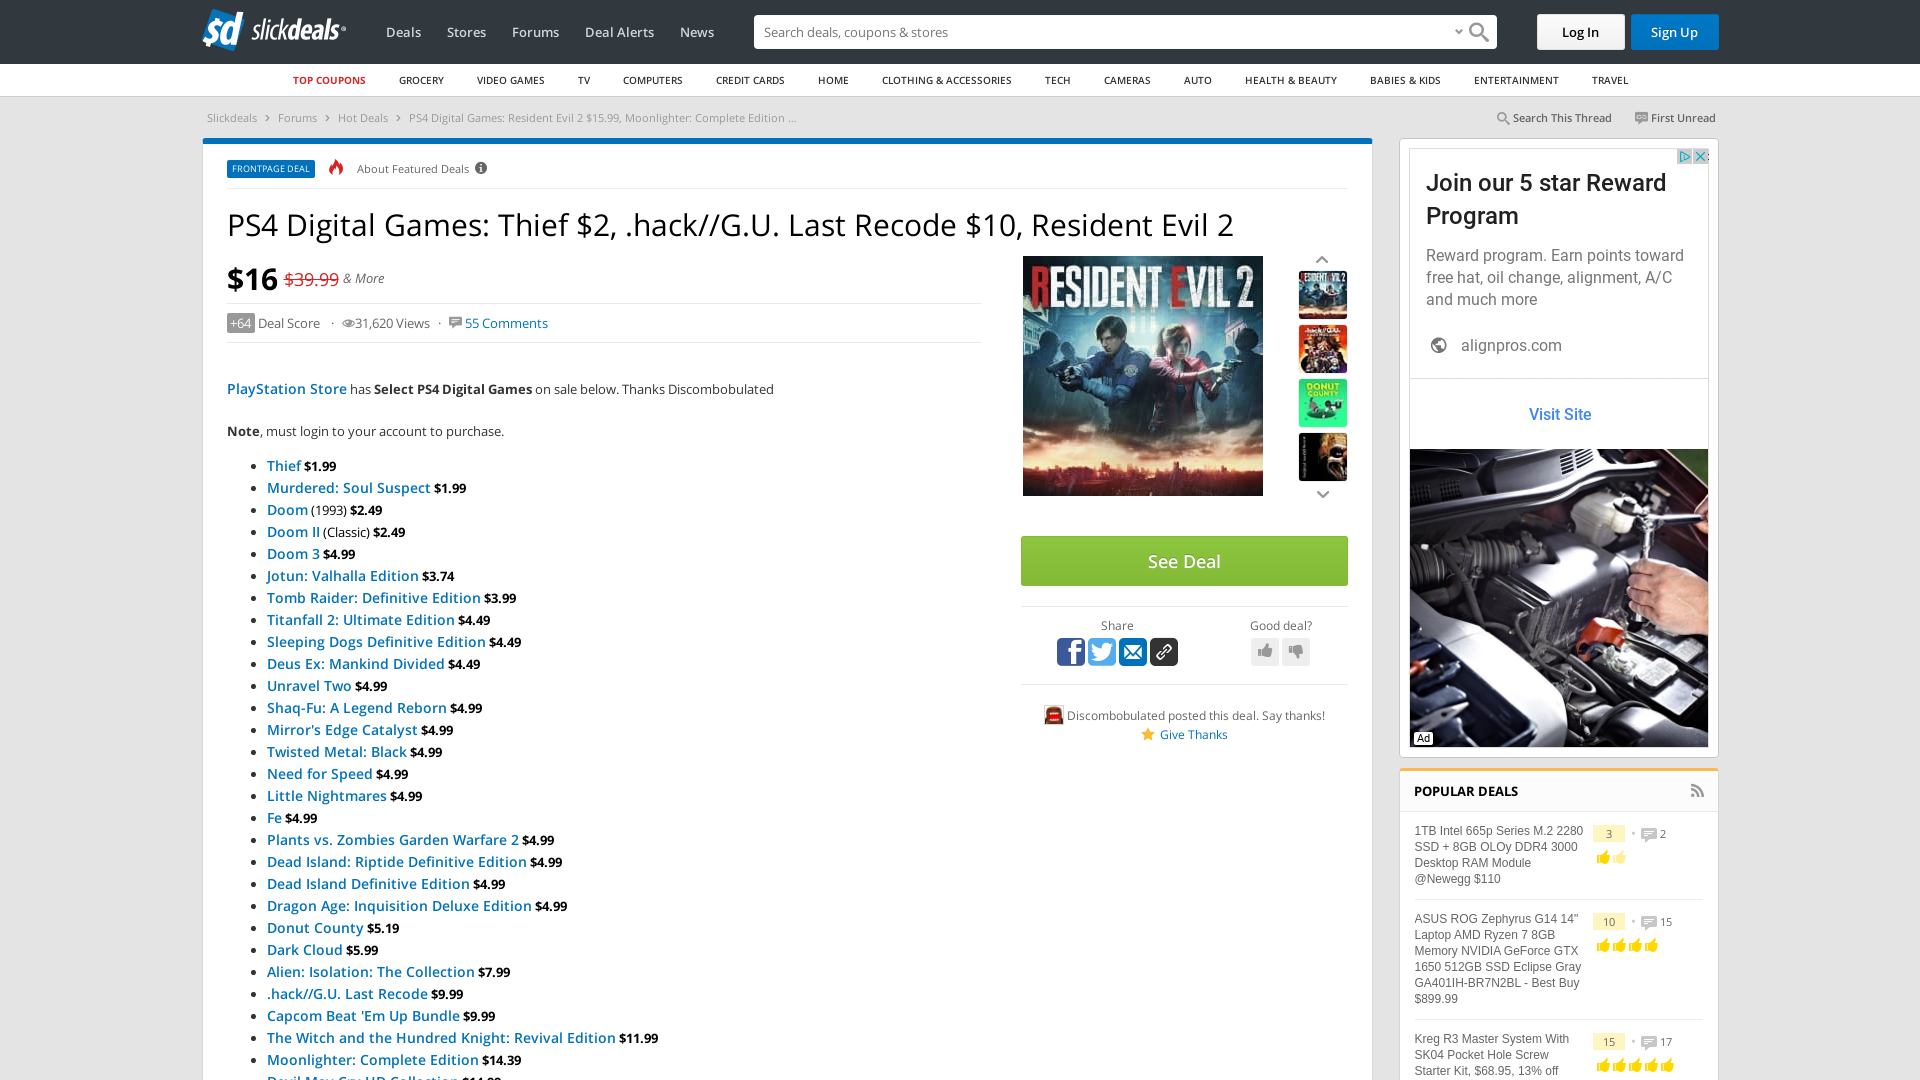 sd slickdeals
Deals Stores Forums Deal Alerts News
Search deals, coupons & stores
Log In Sign Up
TOP COUPONS GROCERY VIDEO GAMES TV COMPUTERS CREDIT CARDS HOME CLOTHING & ACCESSORIES TECH CAMERAS AUTO HEALTH & BEAUTY BABIES & KIDS ENTERTAINMENT TRAVEL
Slickdeals › Forums › Hot Deals › PS4 Digital Games: Resident Evil 2 $15.99, Moonlighter: Complete Edition ...
Search This Thread First Unread
FRONTPAGE DEAL About Featured Deals
PS4 Digital Games: Thief $2, .hack//G.U. Last Recode $10, Resident Evil 2
$16 $39.99 & More
+64 Deal Score · 31,620 Views · 55 Comments
PlayStation Store has Select PS4 Digital Games on sale below. Thanks Discombobulated
Note, must login to your account to purchase.
Thief $1.99
Murdered: Soul Suspect $1.99
Doom (1993) $2.49
Doom II (Classic) $2.49
Doom 3 $4.99
Jotun: Valhalla Edition $3.74
Tomb Raider: Definitive Edition $3.99
Titanfall 2: Ultimate Edition $4.49
Sleeping Dogs Definitive Edition $4.49
Deus Ex: Mankind Divided $4.49
Unravel Two $4.99
Shaq-Fu: A Legend Reborn $4.99
Mirror's Edge Catalyst $4.99
Twisted Metal: Black $4.99
Need for Speed $4.99
Little Nightmares $4.99
Fe $4.99
Plants vs. Zombies Garden Warfare 2 $4.99
Dead Island: Riptide Definitive Edition $4.99
Dead Island Definitive Edition $4.99
Dragon Age: Inquisition Deluxe Edition $4.99
Donut County $5.19
Dark Cloud $5.99
Alien: Isolation: The Collection $7.99
.hack//G.U. Last Recode $9.99
Capcom Beat 'Em Up Bundle $9.99
The Witch and the Hundred Knight: Revival Edition $11.99
Moonlighter: Complete Edition $14.39
RESIDENT EVIL 2
RESIDENT EVIL 2
.hack//G.U.
DONUT
COUNTY
See Deal
Share
Good deal?
Discombobulated posted this deal. Say thanks!
Give Thanks
Join our 5 star Reward
Program
Reward program. Earn points toward
free hat, oil change, alignment, A/C
and much more
alignpros.com
Visit Site
Ad
POPULAR DEALS
1TB Intel 665p Series M.2 2280
SSD + 8GB OLOy DDR4 3000
Desktop RAM Module
@Newegg $110
3 • 2
ASUS ROG Zephyrus G14 14"
Laptop AMD Ryzen 7 8GB
Memory NVIDIA GeForce GTX
1650 512GB SSD Eclipse Gray
GA401IH-BR7N2BL - Best Buy
$899.99
10 • 15
Kreg R3 Master System With
SK04 Pocket Hole Screw
Starter Kit, $68.95, 13% off
15 • 17